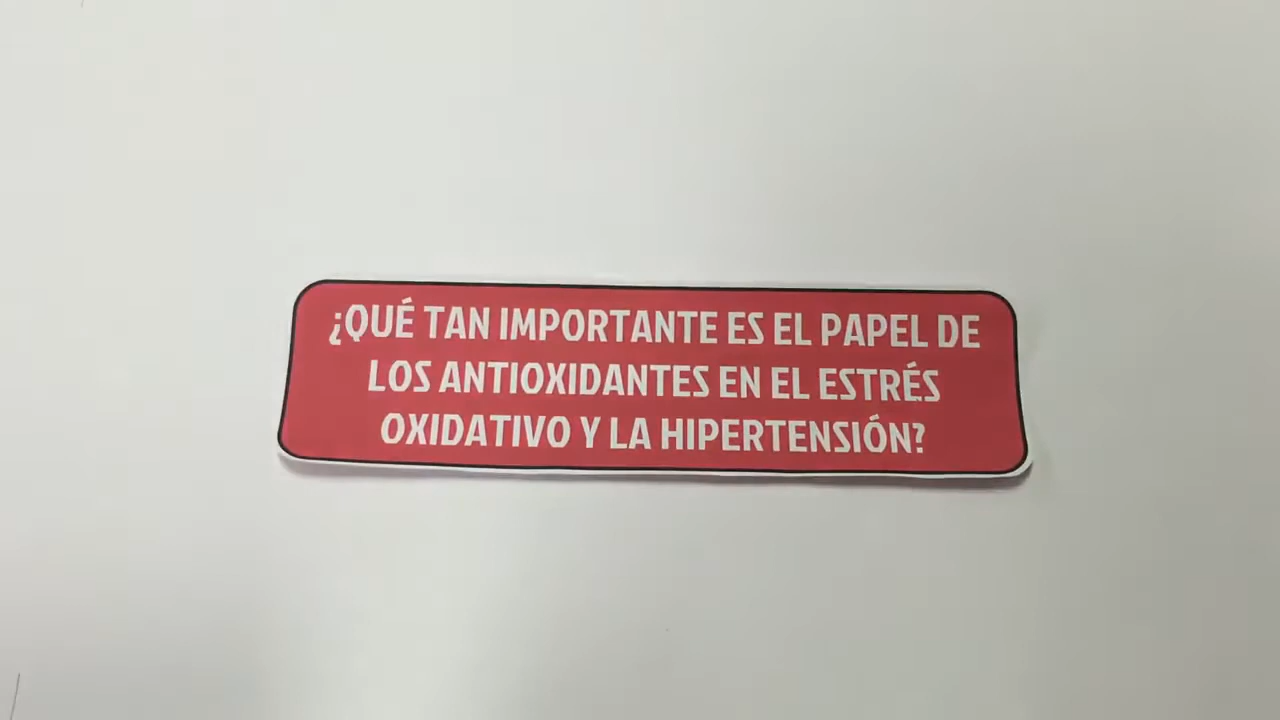 ¿QUÉ TAN IMPORTANTE ES EL PAPEL DE
LOS ANTIOXIDANTES EN EL ESTRÉS
OXIDATIVO Y LA HIPERTENSIÓN?